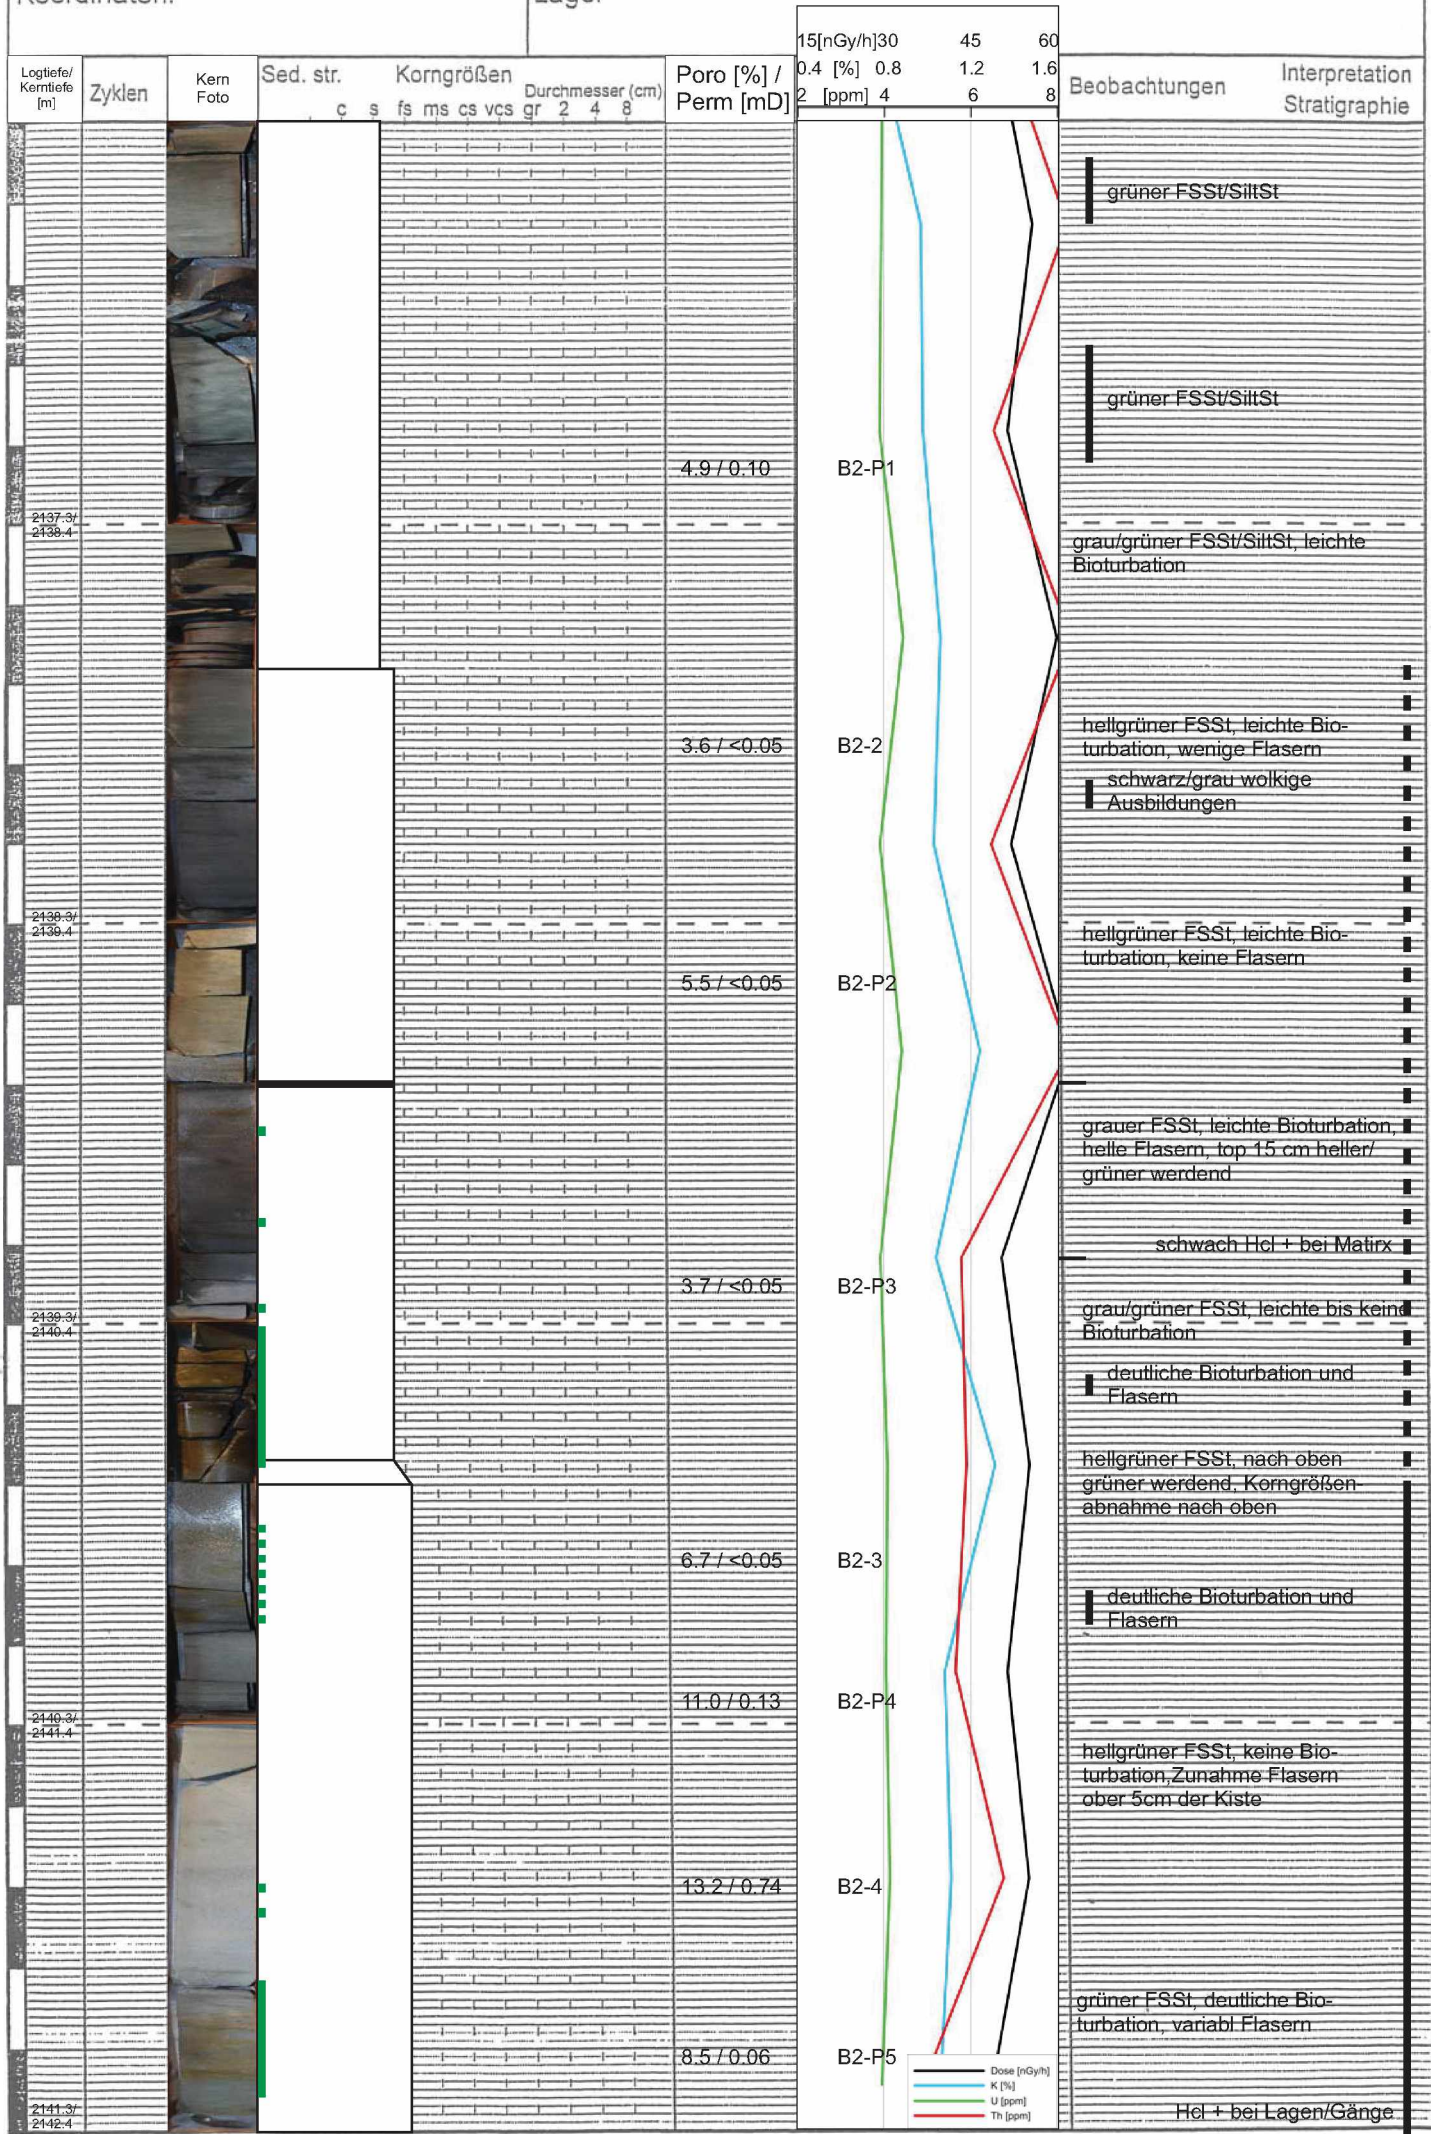 15[nGy/h]30 45 60
0.4 [%] 0.8 1.2 1.6
2 [ppm] 4 6 8
Logtiefe/
Kerntiefe
[m]
Zyklen
Kern
Foto
Sed. str.
Korngrößen
Durchmesser (cm)
c s fs ms cs vcs gr 2 4 8
Poro [%] /
Perm [mD]
Beobachtungen
Interpretation
Stratigraphie
grüner FSSt/SiltSt
grüner FSSt/SiltSt
4.9 / 0.10 B2-P1
2137.3/
2138.4
grau/grüner FSSt/SiltSt, leichte
Bioturbation
hellgrüner FSSt, leichte Bio-
turbation, wenige Flasern
3.6 / <0.05 B2-2
schwarz/grau wolkige
Ausbildungen
2138.3/
2139.4
hellgrüner FSSt, leichte Bio-
turbation, keine Flasern
5.5 / <0.05 B2-P2
grauer FSSt, leichte Bioturbation,
helle Flasern, top 15 cm heller/
grüner werdend
schwach Hcl + bei Matirx
3.7 / <0.05 B2-P3
2139.3/
2140.4
grau/grüner FSSt, leichte bis keine
Bioturbation
deutliche Bioturbation und
Flasern
hellgrüner FSSt, nach oben
grüner werdend, Korngrößen-
abnahme nach oben
6.7 / <0.05 B2-3
deutliche Bioturbation und
Flasern
11.0 / 0.13 B2-P4
2140.3/
2141.4
hellgrüner FSSt, keine Bio-
turbation,Zunahme Flasern
ober 5cm der Kiste
13.2 / 0.74 B2-4
grüner FSSt, deutliche Bio-
turbation, variabl Flasern
8.5 / 0.06 B2-P5
Dose [nGy/h]
K [%]
U [ppm]
Th [ppm]
2141.3/
2142.4
Hcl + bei Lagen/Gänge